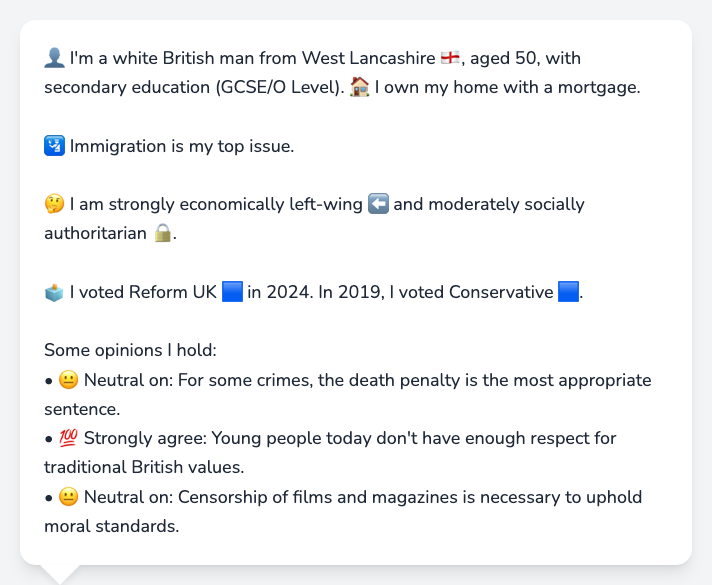 👤 I'm a white British man from West Lancashire 🏴󠁧󠁢󠁥󠁮󠁧󠁿, aged 50, with
secondary education (GCSE/O Level). 🏠 I own my home with a mortgage.
🛂 Immigration is my top issue.
🤔 I am strongly economically left-wing ⬅️ and moderately socially
authoritarian 🔒.
🗳️ I voted Reform UK 🟦 in 2024. In 2019, I voted Conservative 🟦.
Some opinions I hold:
• 😐 Neutral on: For some crimes, the death penalty is the most appropriate
sentence.
• 💯 Strongly agree: Young people today don't have enough respect for
traditional British values.
• 😐 Neutral on: Censorship of films and magazines is necessary to uphold
moral standards.